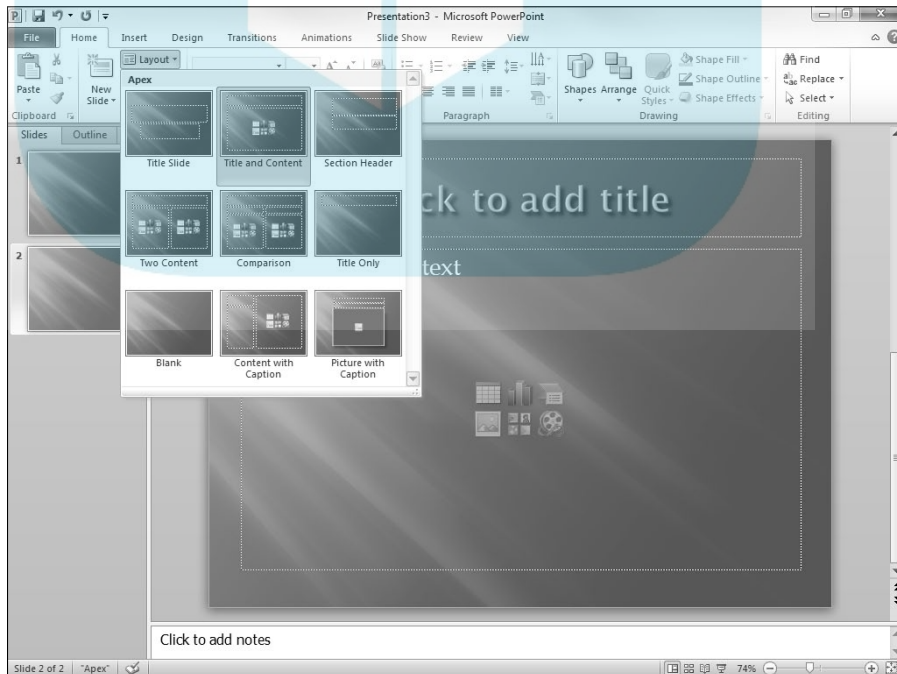 Presentation3 - Microsoft PowerPoint
File Home Insert Design Transitions Animations Slide Show Review View
Layout
Paste
New Slide
Shapes Arrange Quick Styles
Shape Fill
Shape Outline
Shape Effects
Find
Replace
Select
Clipboard Paragraph Drawing Editing
Slides Outline
Apex
Title Slide Title and Content Section Header
Two Content Comparison Title Only
Blank Content with Caption Picture with Caption
1
2
ck to add title
text
Click to add notes
Slide 2 of 2 "Apex" 74%